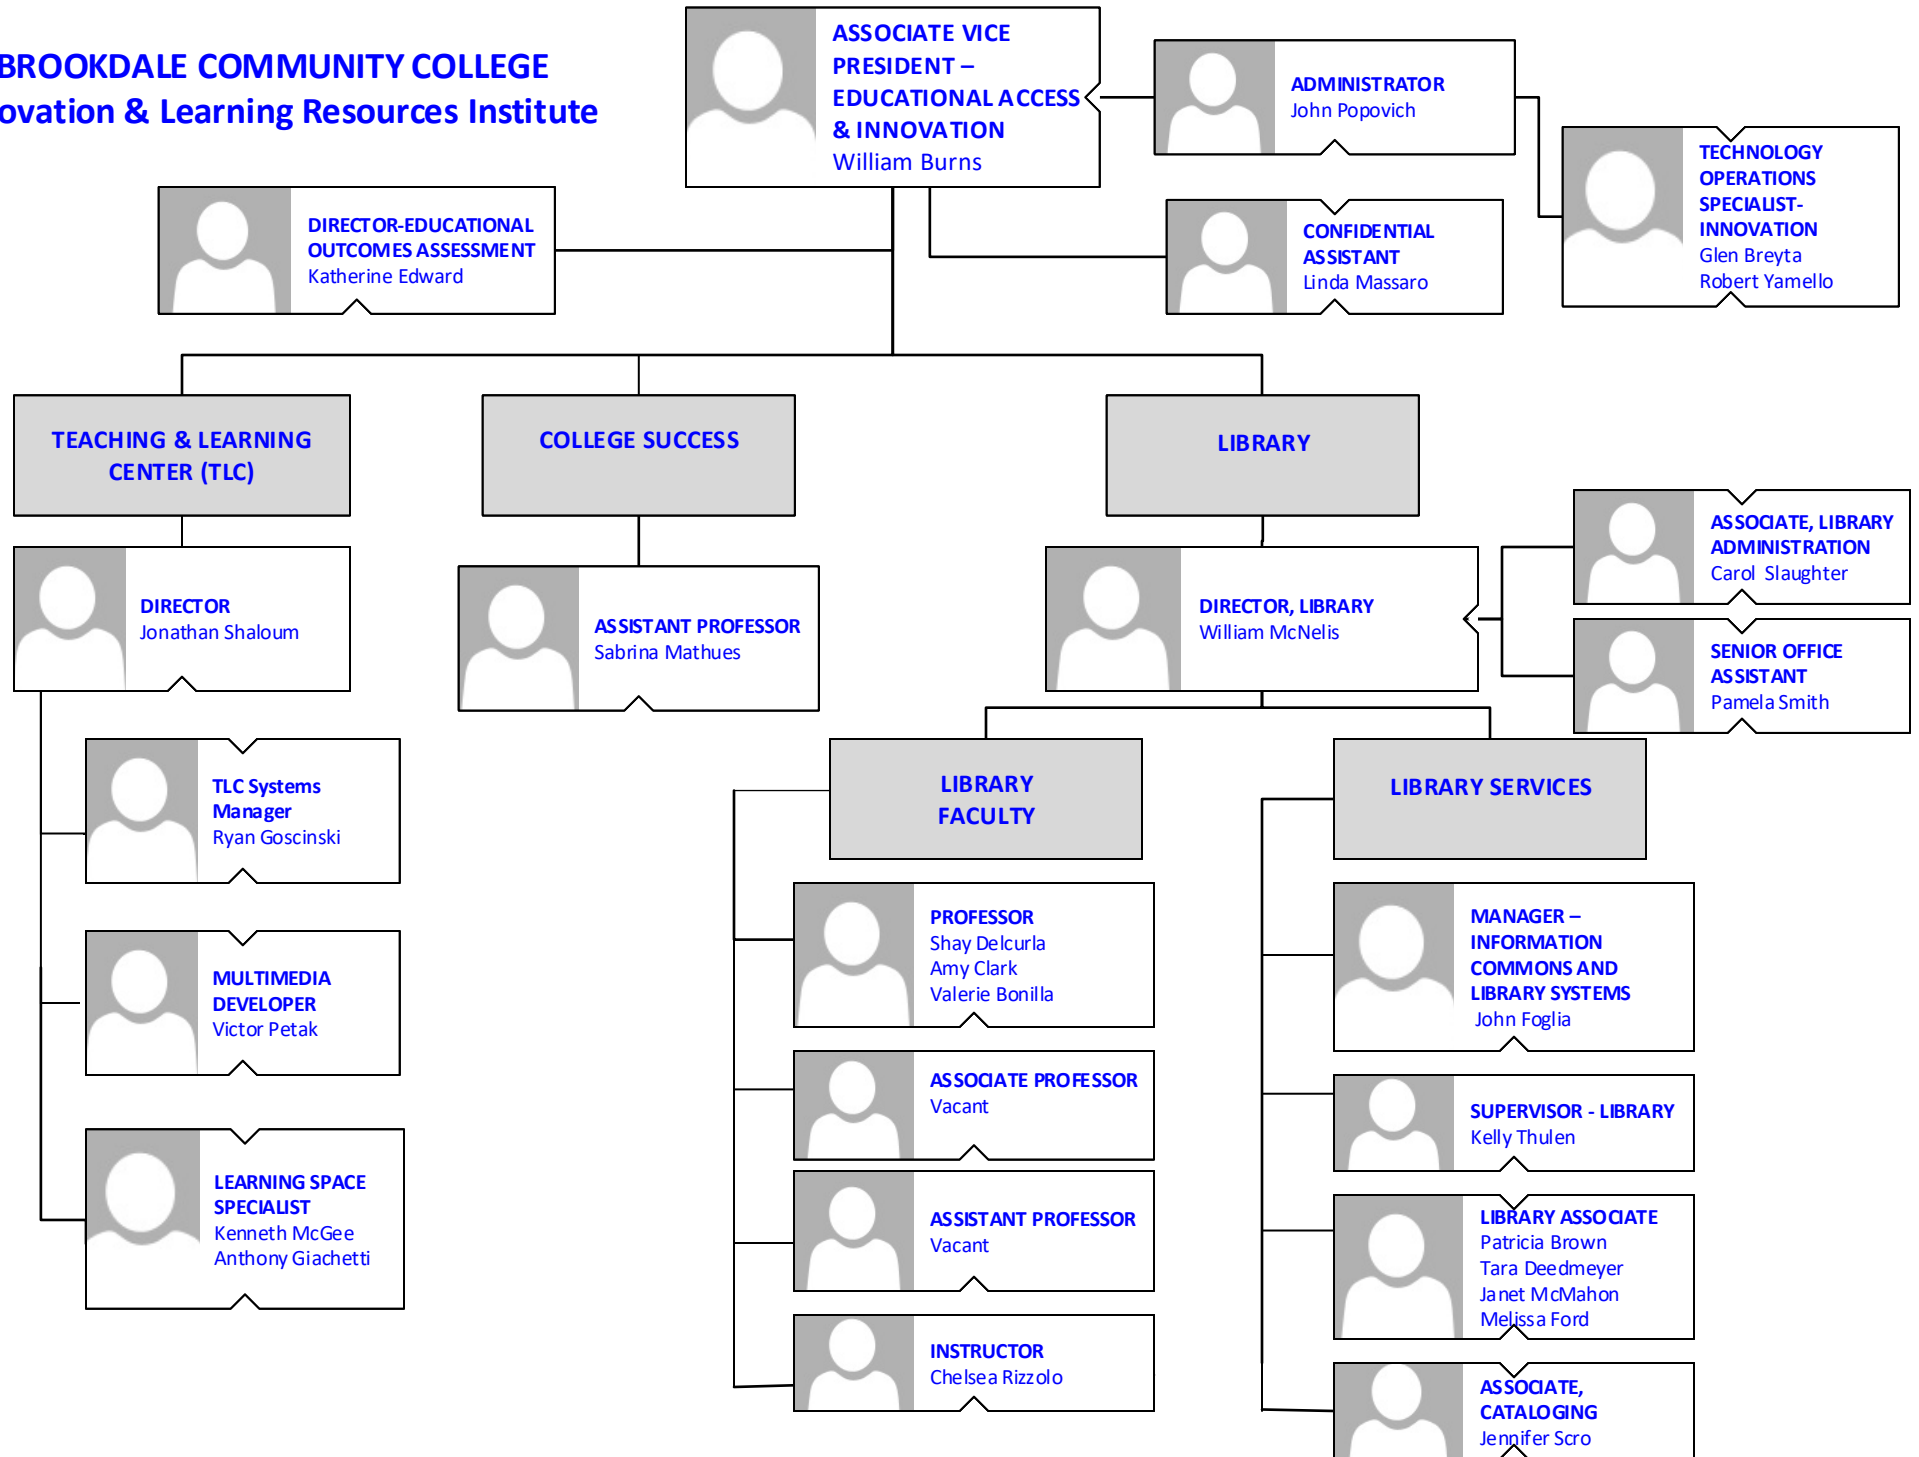 BROOKDALE COMMUNITY COLLEGE
ovation & Learning Resources Institute
ASSOCIATE VICE
PRESIDENT –
EDUCATIONAL ACCESS
& INNOVATION
William Burns
ADMINISTRATOR
John Popovich
TECHNOLOGY
OPERATIONS
SPECIALIST-
INNOVATION
Glen Breyta
Robert Yamello
DIRECTOR-EDUCATIONAL
OUTCOMES ASSESSMENT
Katherine Edward
CONFIDENTIAL
ASSISTANT
Linda Massaro
TEACHING & LEARNING
CENTER (TLC)
COLLEGE SUCCESS
LIBRARY
DIRECTOR
Jonathan Shaloum
ASSISTANT PROFESSOR
Sabrina Mathues
DIRECTOR, LIBRARY
William McNelis
ASSOCIATE, LIBRARY
ADMINISTRATION
Carol Slaughter
SENIOR OFFICE
ASSISTANT
Pamela Smith
TLC Systems
Manager
Ryan Goscinski
MULTIMEDIA
DEVELOPER
Victor Petak
LEARNING SPACE
SPECIALIST
Kenneth McGee
Anthony Giachetti
LIBRARY
FACULTY
PROFESSOR
Shay Delcurla
Amy Clark
Valerie Bonilla
ASSOCIATE PROFESSOR
Vacant
ASSISTANT PROFESSOR
Vacant
INSTRUCTOR
Chelsea Rizzolo
LIBRARY SERVICES
MANAGER –
INFORMATION
COMMONS AND
LIBRARY SYSTEMS
John Foglia
SUPERVISOR - LIBRARY
Kelly Thulen
LIBRARY ASSOCIATE
Patricia Brown
Tara Deedmeyer
Janet McMahon
Melissa Ford
ASSOCIATE,
CATALOGING
Jennifer Scro